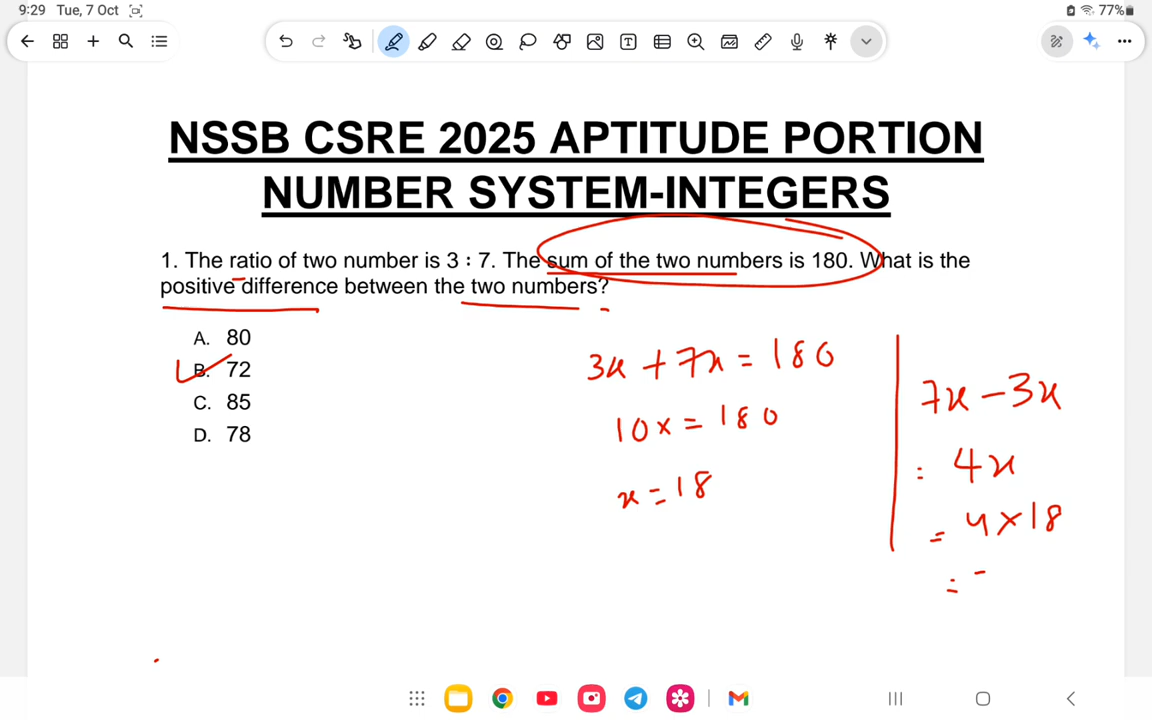 9:29 Tue, 7 Oct
77%
NSSB CSRE 2025 APTITUDE PORTION
NUMBER SYSTEM-INTEGERS
1. The ratio of two number is 3 : 7. The sum of the two numbers is 180. What is the
positive difference between the two numbers?
A. 80
B. 72
C. 85
D. 78
3x + 7x = 180
10x = 180
x = 18
7x - 3x
= 4x
= 4 × 18
=